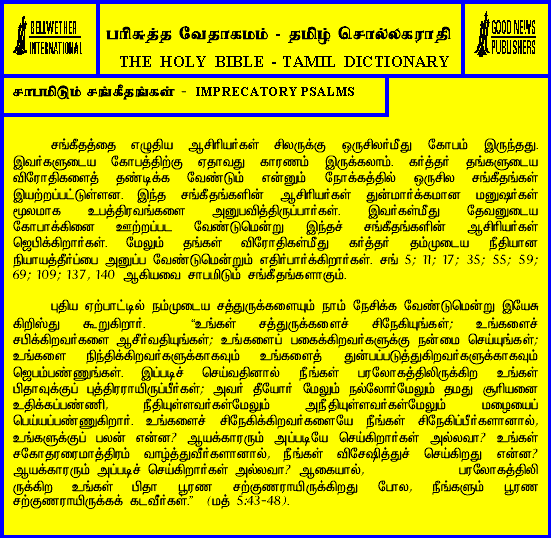 BELLWETHER
INTERNATIONAL
பரிசுத்த வேதாகமம் - தமிழ் சொல்லகராதி
THE HOLY BIBLE - TAMIL DICTIONARY
GOOD NEWS
PUBLISHERS
சாபமிடும் சங்கீதங்கள் - IMPRECATORY PSALMS
சங்கீதத்தை எழுதிய ஆசிரியர்கள் சிலருக்கு ஒருசிலர்மீது கோபம் இருந்தது.
இவர்களுடைய கோபத்திற்கு ஏதாவது காரணம் இருக்கலாம். கர்த்தர் தங்களுடைய
விரோதிகளைத் தண்டிக்க வேண்டும் என்னும் நோக்கத்தில் ஒருசில சங்கீதங்கள்
இயற்றப்பட்டுள்ளன. இந்த சங்கீதங்களின் ஆசிரியர்கள் துன்மார்க்கமான மனுஷர்கள்
மூலமாக உபத்திரவங்களை அனுபவித்திருப்பார்கள். இவர்கள்மீது தேவனுடைய
கோபாக்கினை ஊற்றப்பட வேண்டுமென்று இந்தச் சங்கீதங்களின் ஆசிரியர்கள்
ஜெபிக்கிறார்கள். மேலும் தங்கள் விரோதிகள்மீது கர்த்தர் தம்முடைய நீதியான
நியாயத்தீர்ப்பை அனுப்ப வேண்டுமென்றும் எதிர்பார்க்கிறார்கள். சங் 5; 11; 17; 35; 55; 59;
69; 109; 137, 140 ஆகியவை சாபமிடும் சங்கீதங்களாகும்.
புதிய ஏற்பாட்டில் நம்முடைய சத்துருக்களையும் நாம் நேசிக்க வேண்டுமென்று இயேசு
கிறிஸ்து கூறுகிறார். "உங்கள் சத்துருக்களைச் சிநேகியுங்கள்; உங்களைச்
சபிக்கிறவர்களை ஆசீர்வதியுங்கள்; உங்களைப் பகைக்கிறவர்களுக்கு நன்மை செய்யுங்கள்;
உங்களை நிந்திக்கிறவர்களுக்காகவும் உங்களைத் துன்பப்படுத்துகிறவர்களுக்காகவும்
ஜெபம்பண்ணுங்கள். இப்படிச் செய்வதினால் நீங்கள் பரலோகத்திலிருக்கிற உங்கள்
பிதாவுக்குப் புத்திரராயிருப்பீர்கள்; அவர் தீயோர் மேலும் நல்லோர்மேலும் தமது சூரியனை
உதிக்கப்பண்ணி, நீதியுள்ளவர்கள்மேலும் அநீதியுள்ளவர்கள்மேலும் மழையைப்
பெய்யப்பண்ணுகிறார். உங்களைச் சிநேகிக்கிறவர்களையே நீங்கள் சிநேகிப்பீர்களானால்,
உங்களுக்குப் பலன் என்ன? ஆயக்காரரும் அப்படியே செய்கிறார்கள் அல்லவா? உங்கள்
சகோதரரைமாத்திரம் வாழ்த்துவீர்களானால், நீங்கள் விசேஷித்துச் செய்கிறது என்ன?
ஆயக்காரரும் அப்படிச் செய்கிறார்கள் அல்லவா? ஆகையால், பரலோகத்திலி
ருக்கிற உங்கள் பிதா பூரண சற்குணராயிருக்கிறது போல, நீங்களும் பூரண
சற்குணராயிருக்கக் கடவீர்கள்." (மத் 5:43-48).